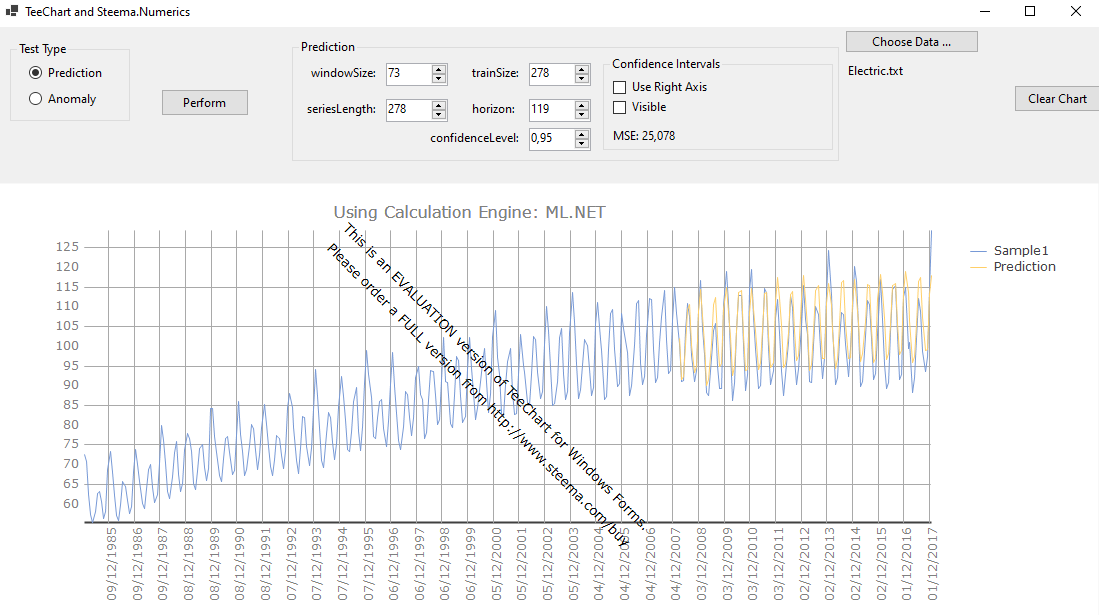 TeeChart and Steema.Numerics
Test Type
Prediction
Anomaly
Perform
Prediction
windowSize: 73
trainSize: 278
seriesLength: 278
horizon: 119
confidenceLevel: 0,95
Confidence Intervals
Use Right Axis
Visible
MSE: 25,078
Choose Data ...
Electric.txt
Clear Chart
Using Calculation Engine: ML.NET
This is an EVALUATION version of TeeChart for Windows Forms.
Please order a FULL version from http://www.steema.com/buy
125
120
115
110
105
100
95
90
85
80
75
70
65
60
Sample1
Prediction
09/12/1985
09/12/1986
09/12/1987
08/12/1988
08/12/1989
08/12/1990
08/12/1991
07/12/1992
07/12/1993
07/12/1994
07/12/1995
06/12/1996
06/12/1997
06/12/1998
06/12/1999
05/12/2000
05/12/2001
05/12/2002
05/12/2003
04/12/2004
04/12/2005
04/12/2006
04/12/2007
03/12/2008
03/12/2009
03/12/2010
03/12/2011
02/12/2012
02/12/2013
02/12/2014
02/12/2015
01/12/2016
01/12/2017